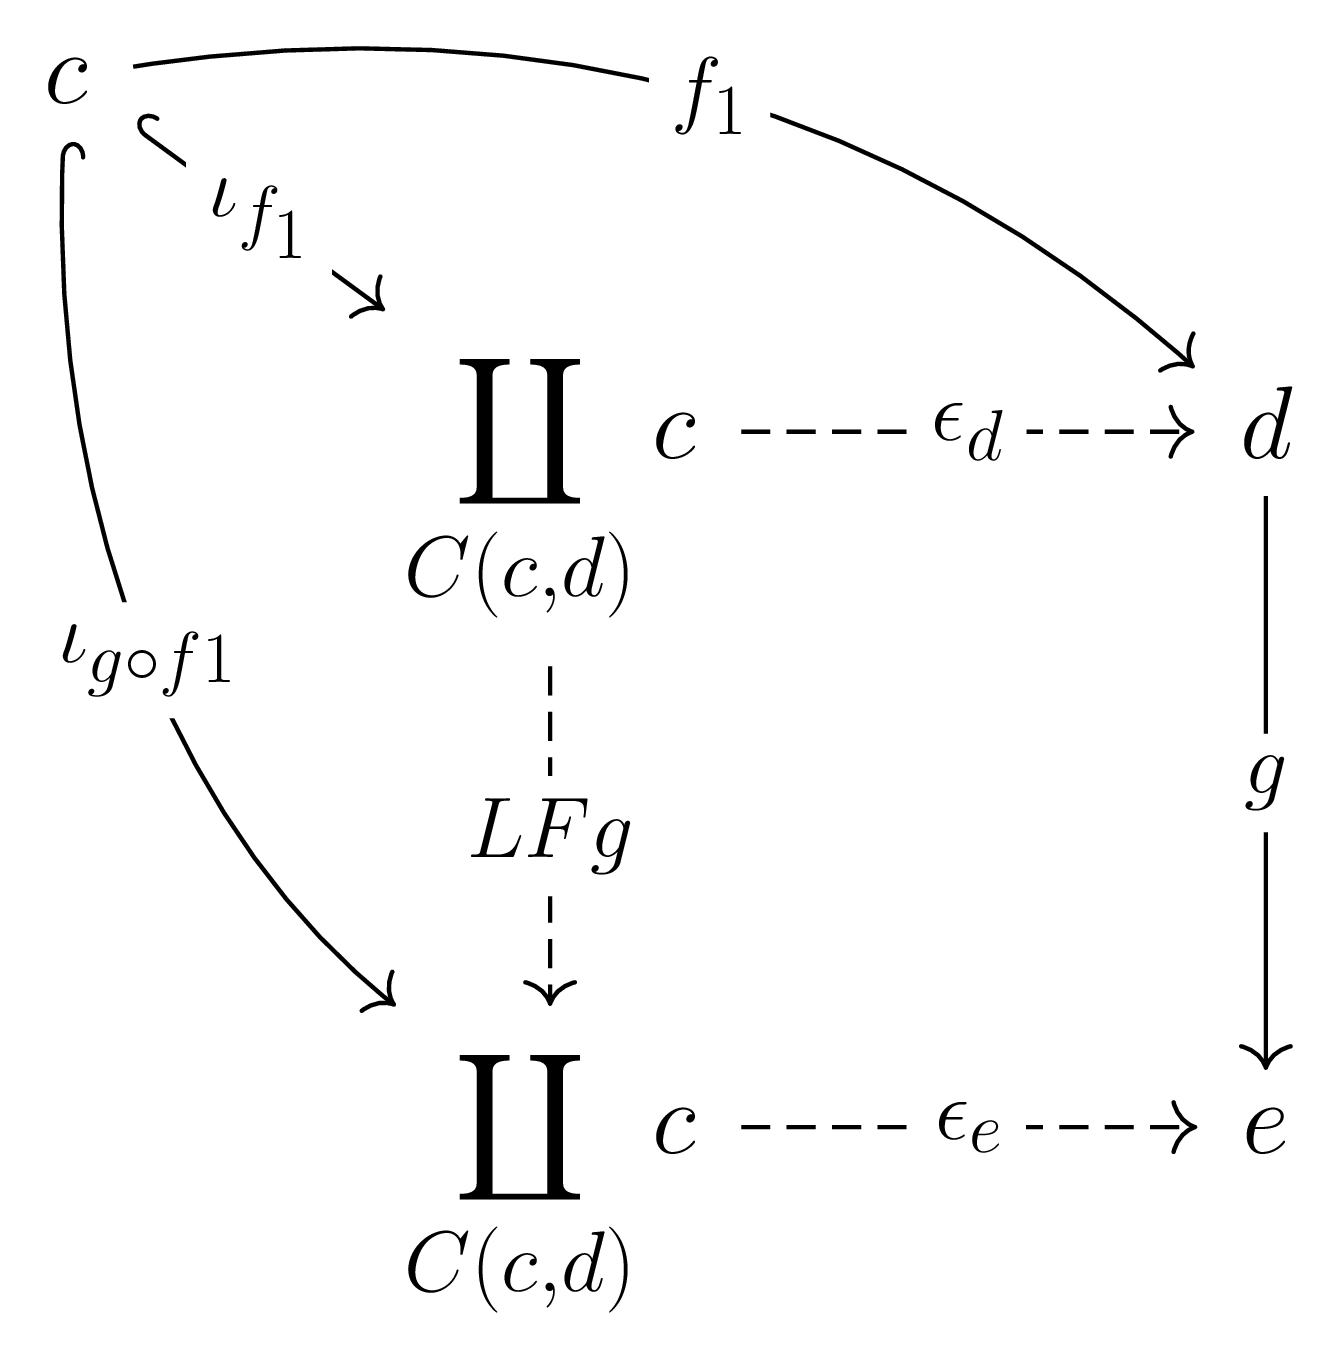 c f₁
ι_{f₁}
∐ c ϵ_d d
C(c,d)
ι_{g∘f1}
g
LFg
∐ c ϵ_e e
C(c,d)